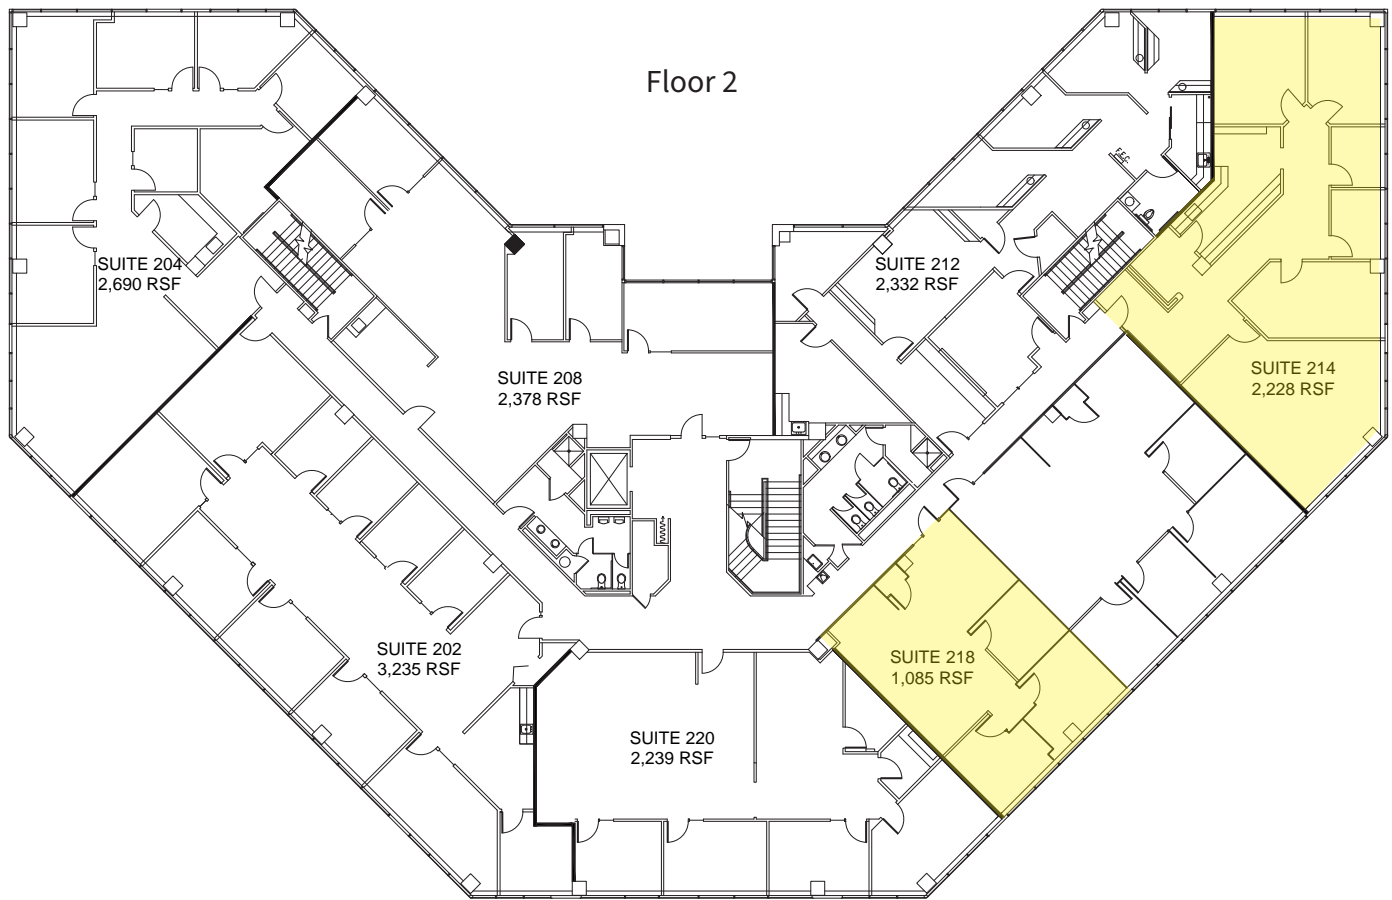 Floor 2
F.E.C.
SUITE 204
2,690 RSF
SUITE 212
2,332 RSF
SUITE 208
2,378 RSF
SUITE 214
2,228 RSF
SUITE 202
3,235 RSF
SUITE 218
1,085 RSF
SUITE 220
2,239 RSF